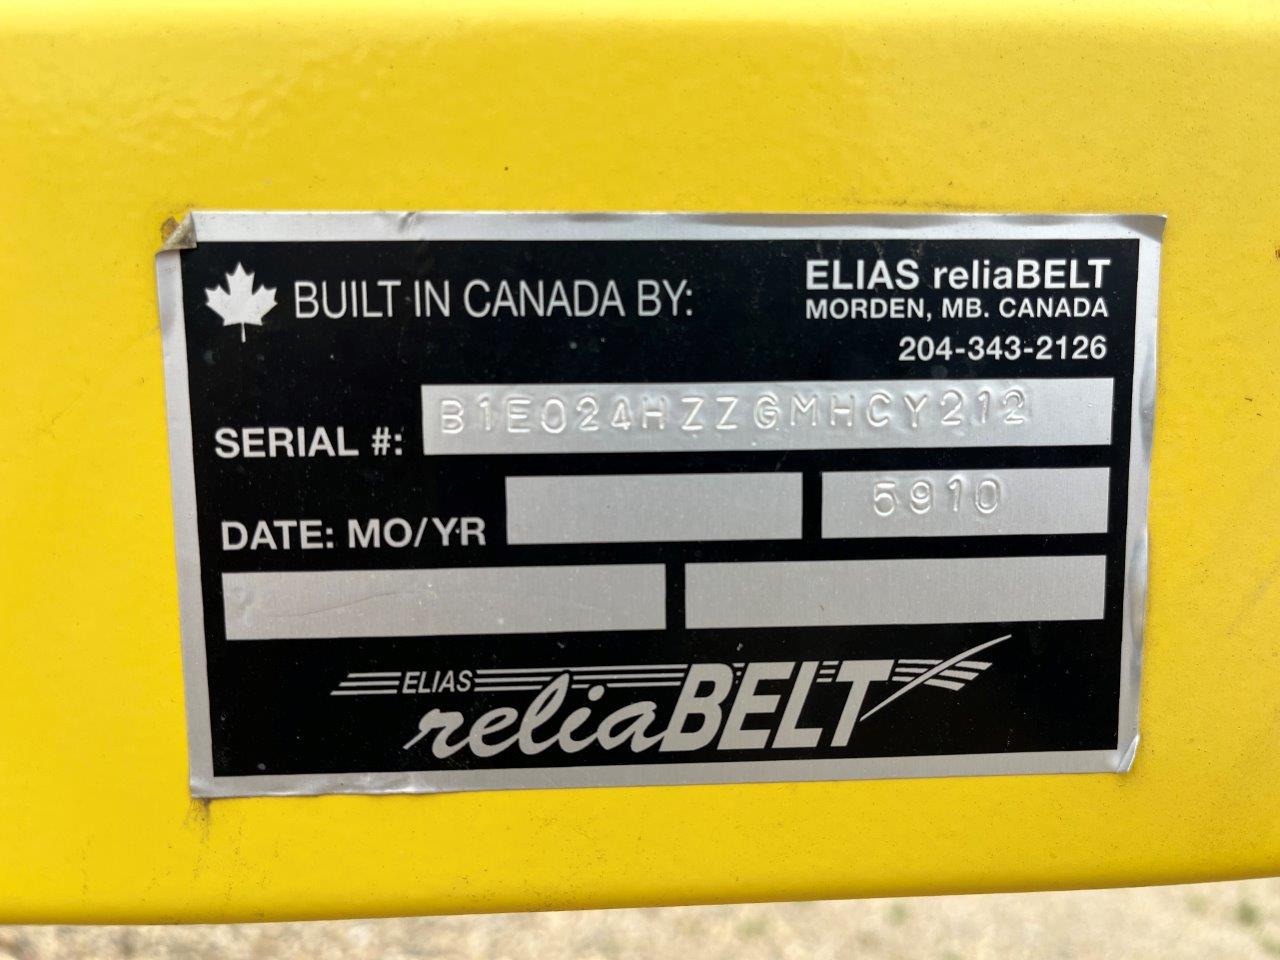 BUILT IN CANADA BY:
ELIAS reliaBELT
MORDEN, MB. CANADA
204-343-2126
SERIAL #: B1E024HZZGMHCY212
DATE: MO/YR 5910
ELIAS
reliaBELT